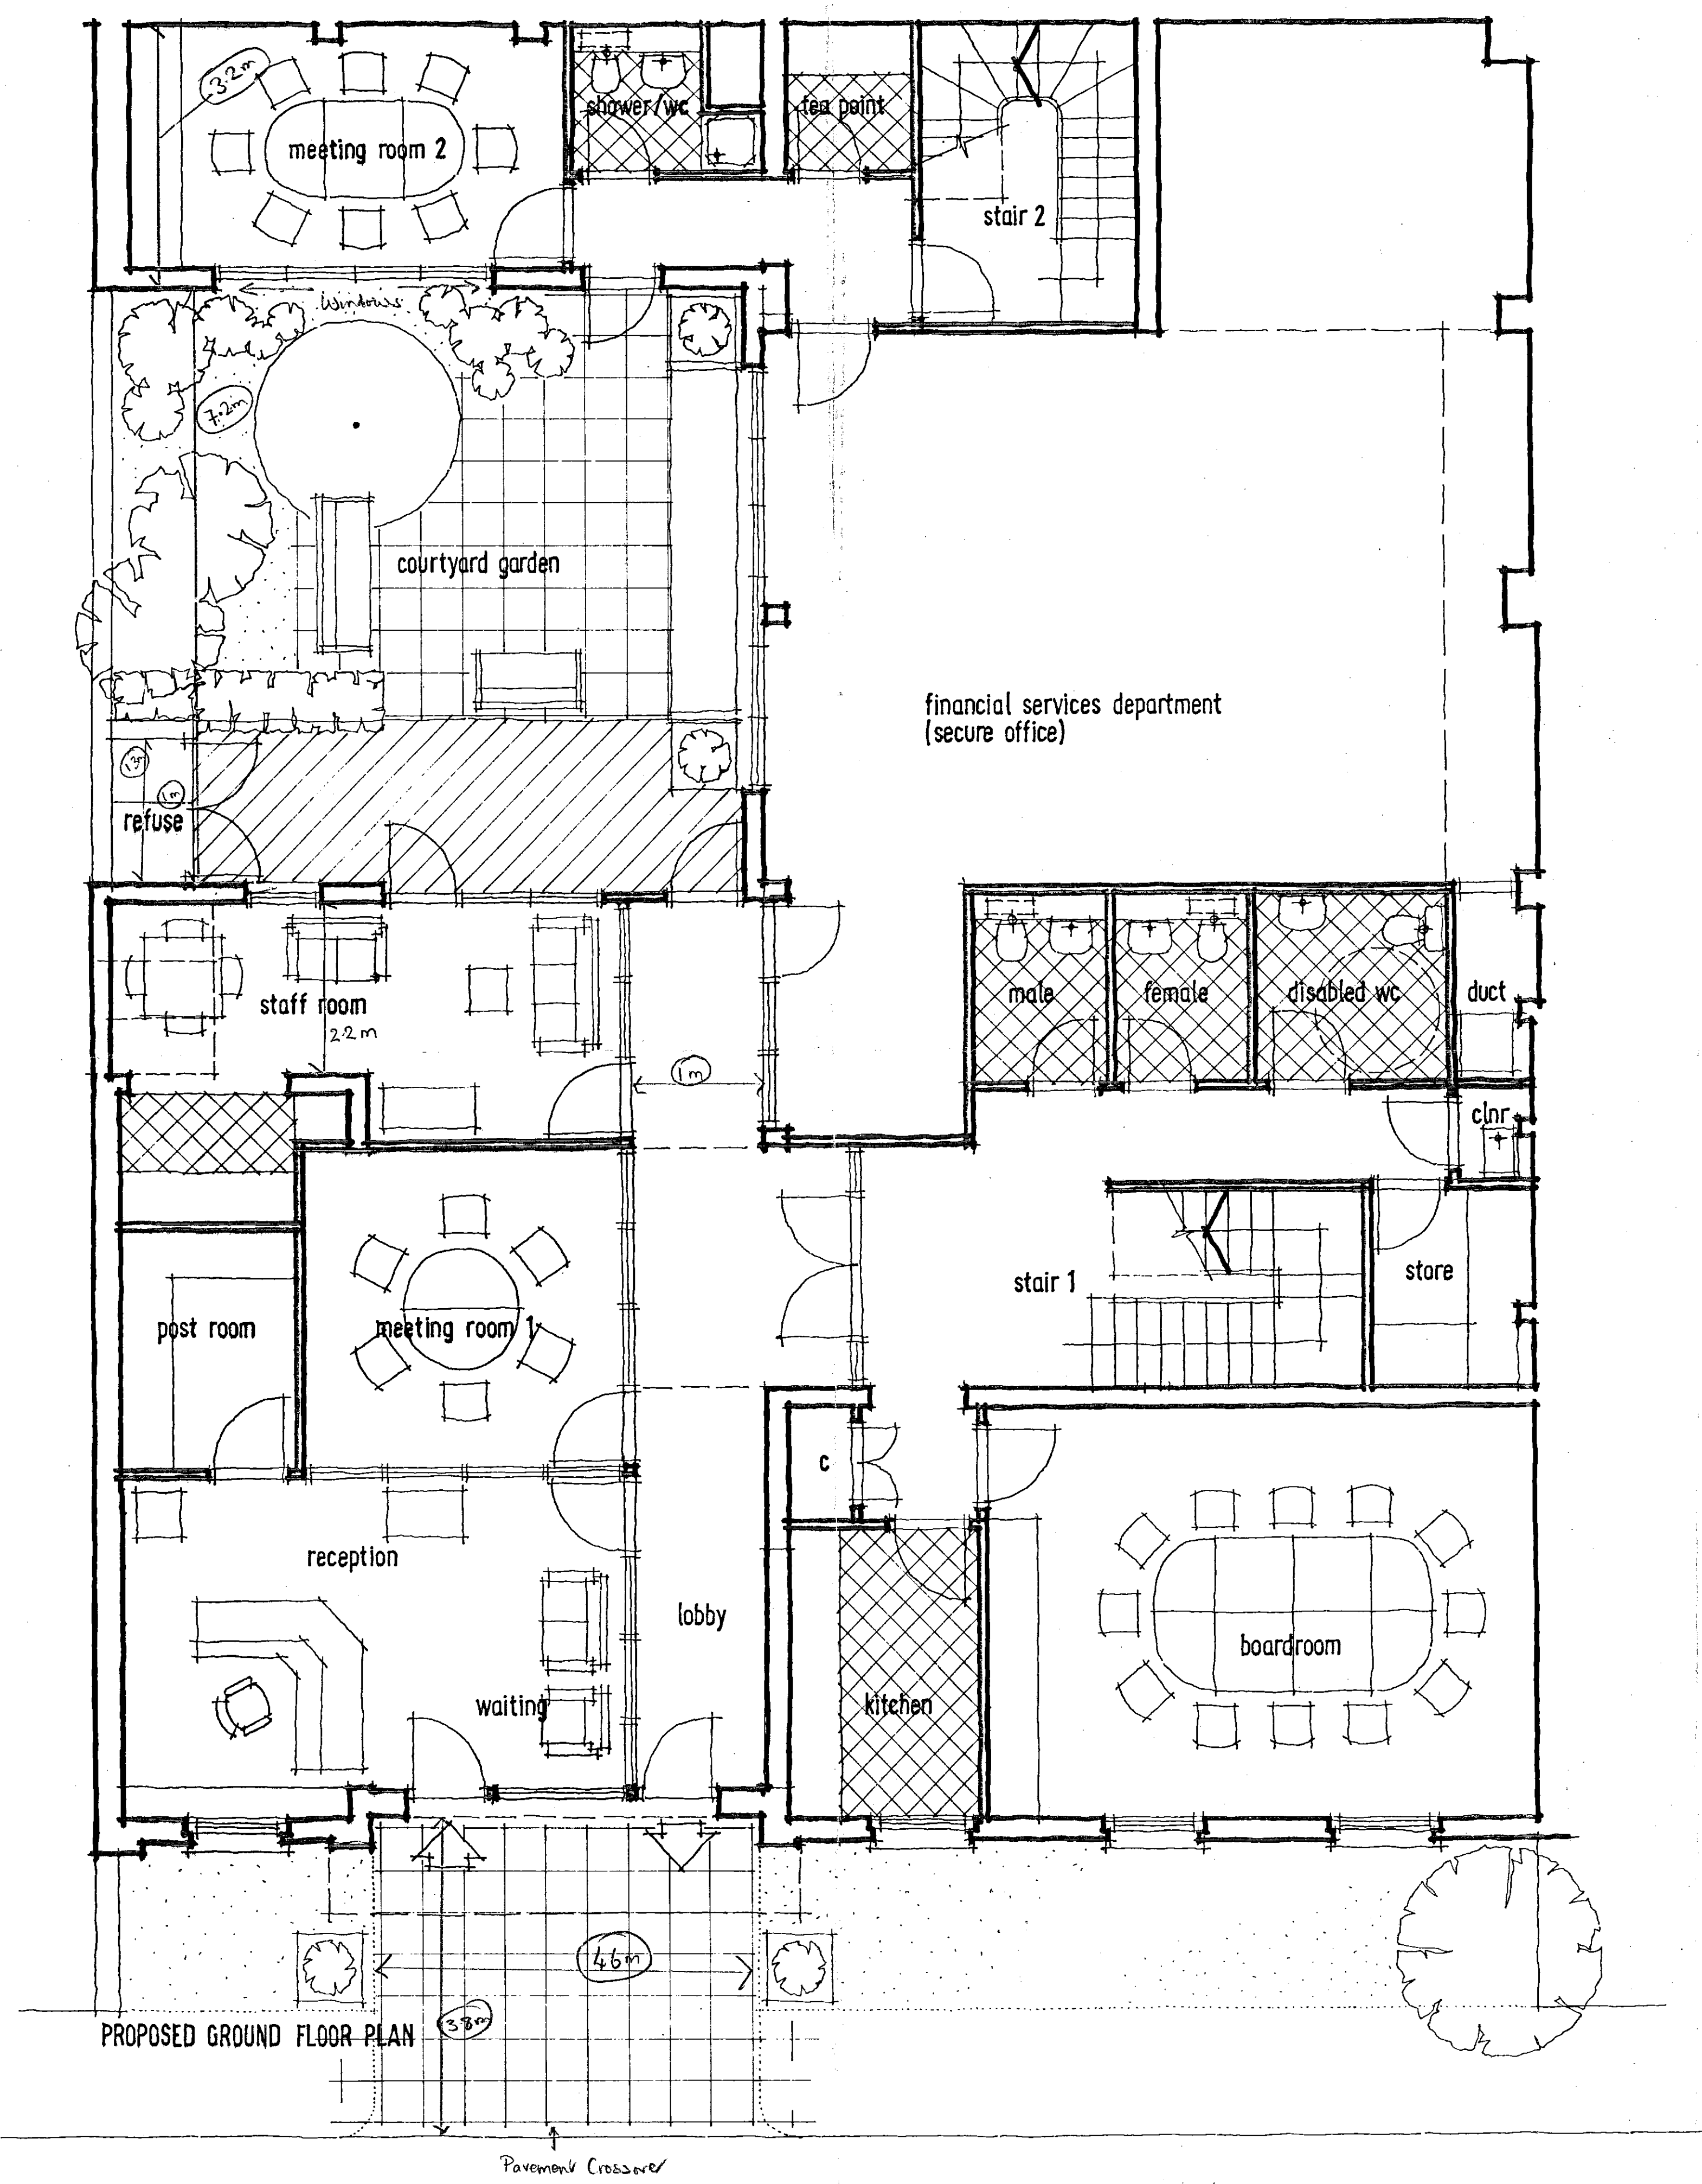 3.2m
meeting room 2
shower/wc
tea point
stair 2
Windows
7.2m
courtyard garden
financial services department
(secure office)
1m
refuse
staff room
2.2m
1m
male
female
disabled wc
duct
clnr
stair 1
store
post room
meeting room 1
c
reception
lobby
waiting
kitchen
boardroom
4.6m
3.8m
PROPOSED GROUND FLOOR PLAN
Pavement Crossover